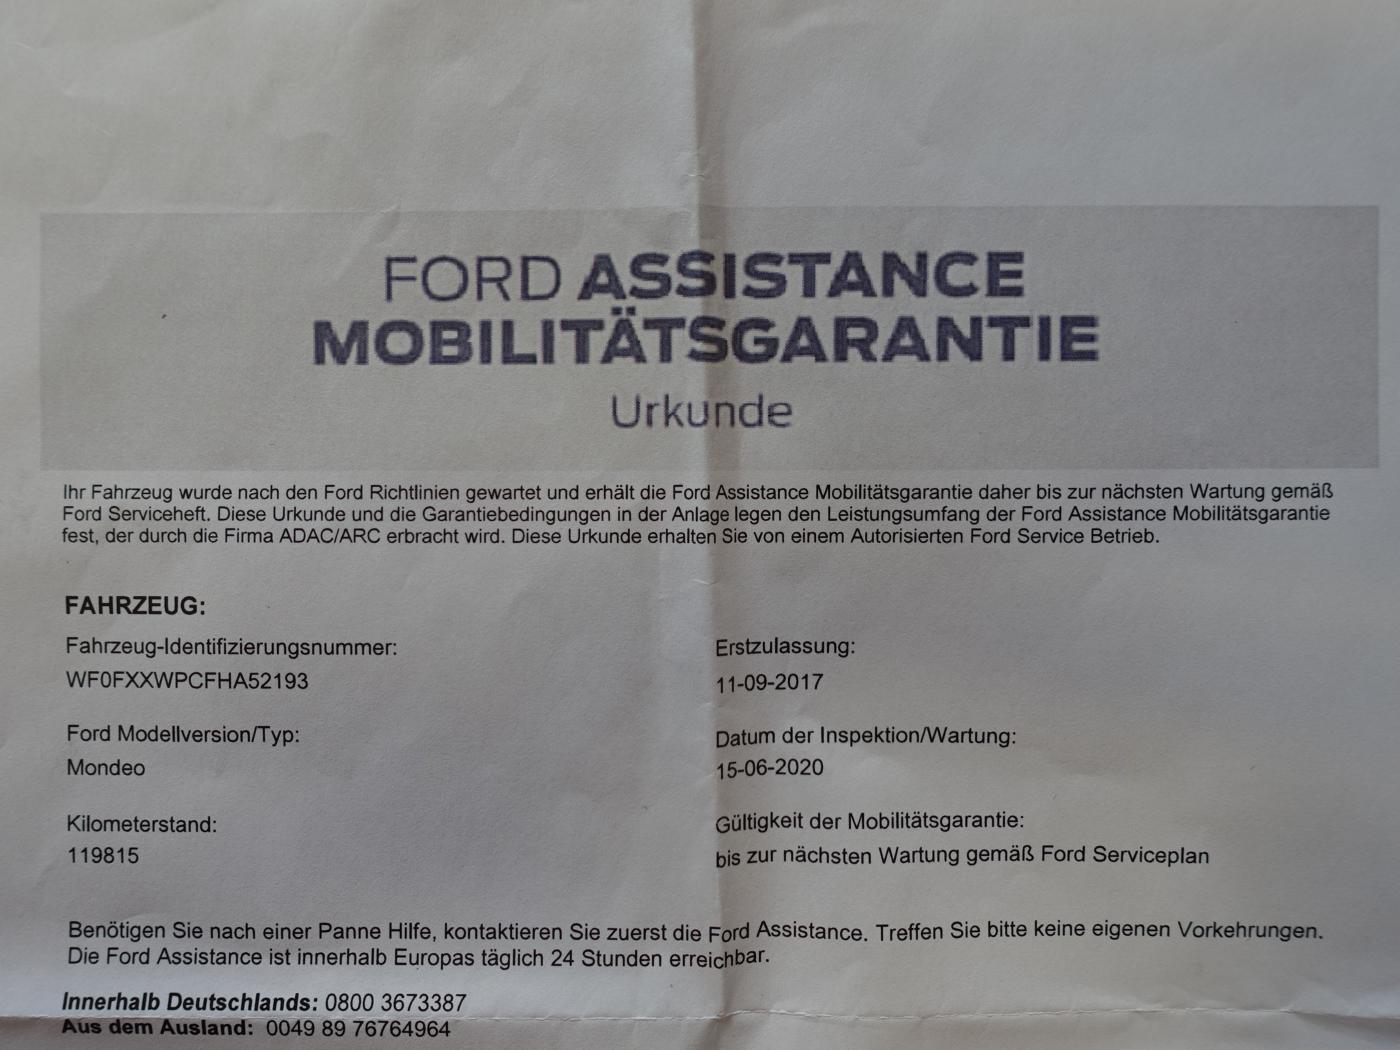 FORD ASSISTANCE
MOBILITÄTSGARANTIE
Urkunde
Ihr Fahrzeug wurde nach den Ford Richtlinien gewartet und erhält die Ford Assistance Mobilitätsgarantie daher bis zur nächsten Wartung gemäß
Ford Serviceheft. Diese Urkunde und die Garantiebedingungen in der Anlage legen den Leistungsumfang der Ford Assistance Mobilitätsgarantie
fest, der durch die Firma ADAC/ARC erbracht wird. Diese Urkunde erhalten Sie von einem Autorisierten Ford Service Betrieb.
FAHRZEUG:
Fahrzeug-Identifizierungsnummer:
WF0FXXWPCFHA52193
Erstzulassung:
11-09-2017
Ford Modellversion/Typ:
Mondeo
Datum der Inspektion/Wartung:
15-06-2020
Kilometerstand:
119815
Gültigkeit der Mobilitätsgarantie:
bis zur nächsten Wartung gemäß Ford Serviceplan
Benötigen Sie nach einer Panne Hilfe, kontaktieren Sie zuerst die Ford Assistance. Treffen Sie bitte keine eigenen Vorkehrungen.
Die Ford Assistance ist innerhalb Europas täglich 24 Stunden erreichbar.
Innerhalb Deutschlands: 0800 3673387
Aus dem Ausland: 0049 89 76764964